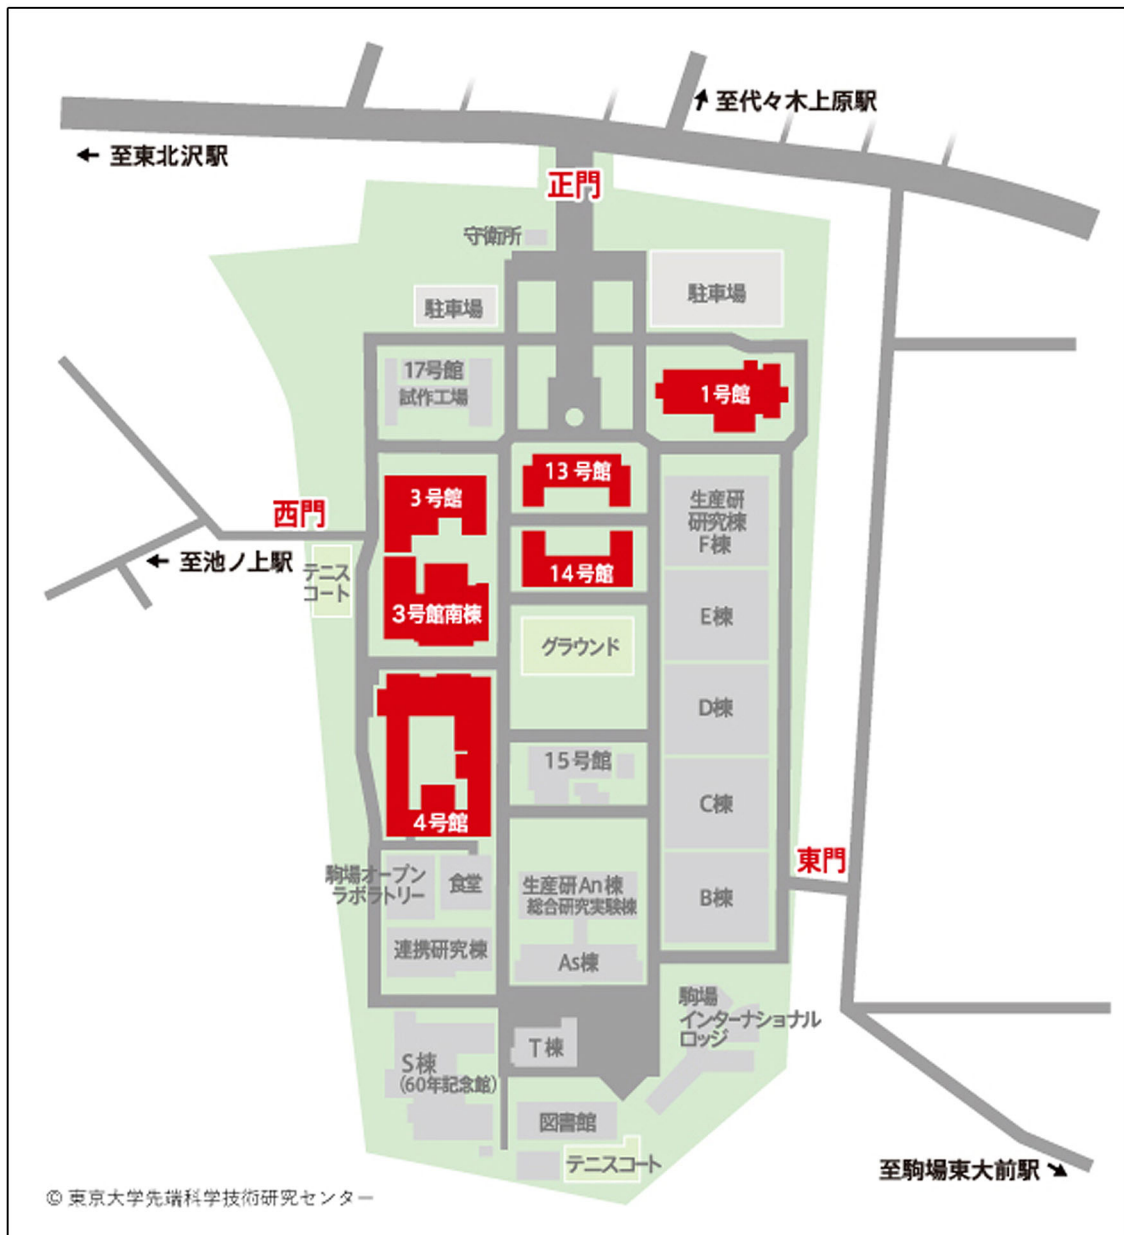 至代々木上原駅
至東北沢駅
正門
守衛所
駐車場
駐車場
17号館
試作工場
1号館
13号館
3号館
生産研
研究棟
F棟
西門
至池ノ上駅
テニス
コート
14号館
3号館南棟
E棟
グラウンド
D棟
15号館
C棟
4号館
東門
駒場オープン
ラボラトリー
食堂
生産研An棟
総合研究実験棟
B棟
連携研究棟
As棟
駒場
インターナショナル
ロッジ
T棟
S棟
(60年記念館)
図書館
テニスコート
至駒場東大前駅
© 東京大学先端科学技術研究センター